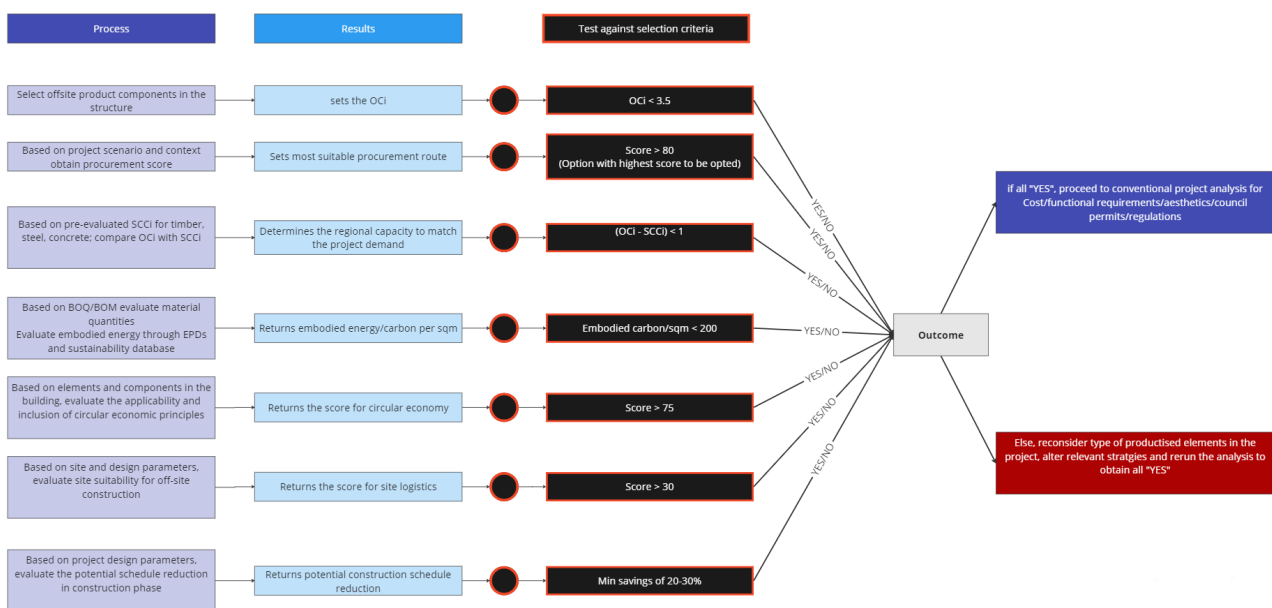 Process
Results
Test against selection criteria
Select offsite product components in the
structure
sets the OCi
OCi < 3.5
Based on project scenario and context
obtain procurement score
Sets most suitable procurement route
Score > 80
(Option with highest score to be opted)
Based on pre-evaluated SCCi for timber,
steel, concrete; compare OCi with SCCi
Determines the regional capacity to match
the project demand
(OCi - SCCi) < 1
Based on BOQ/BOM evaluate material
quantities
Evaluate embodied energy through EPDs
and sustainability database
Returns embodied energy/carbon per sqm
Embodied carbon/sqm < 200
Based on elements and components in the
building, evaluate the applicability and
inclusion of circular economic principles
Returns the score for circular economy
Score > 75
Based on site and design parameters,
evaluate site suitability for off-site
construction
Returns the score for site logistics
Score > 30
Based on project design parameters,
evaluate the potential schedule reduction
in construction phase
Returns potential construction schedule
reduction
Min savings of 20-30%
YES/NO
YES/NO
YES/NO
YES/NO
YES/NO
YES/NO
YES/NO
Outcome
if all "YES", proceed to conventional project analysis for
Cost/functional requirements/aesthetics/council
permits/regulations
Else, reconsider type of productised elements in the
project, alter relevant stratgies and rerun the analysis to
obtain all "YES"